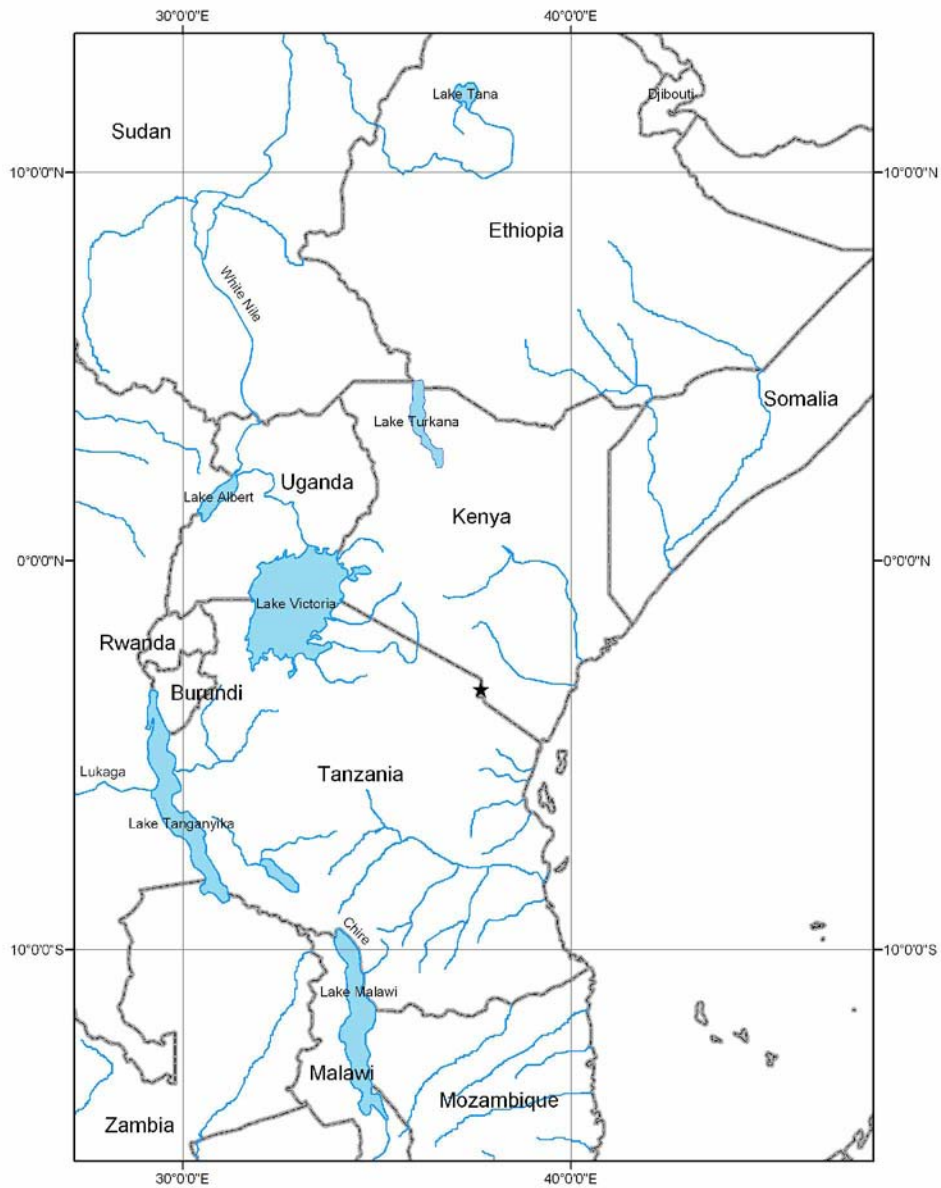 30°0'0"E
40°0'0"E
Lake Tana
Djibouti
Sudan
10°0'0"N
10°0'0"N
Ethiopia
White Nile
Somalia
Lake Turkana
Uganda
Lake Albert
Kenya
0°0'0"N
0°0'0"N
Lake Victoria
Rwanda
Burundi
Tanzania
Lukaga
Lake Tanganyika
Chire
10°0'0"S
10°0'0"S
Lake Malawi
Malawi
Mozambique
Zambia
30°0'0"E
40°0'0"E